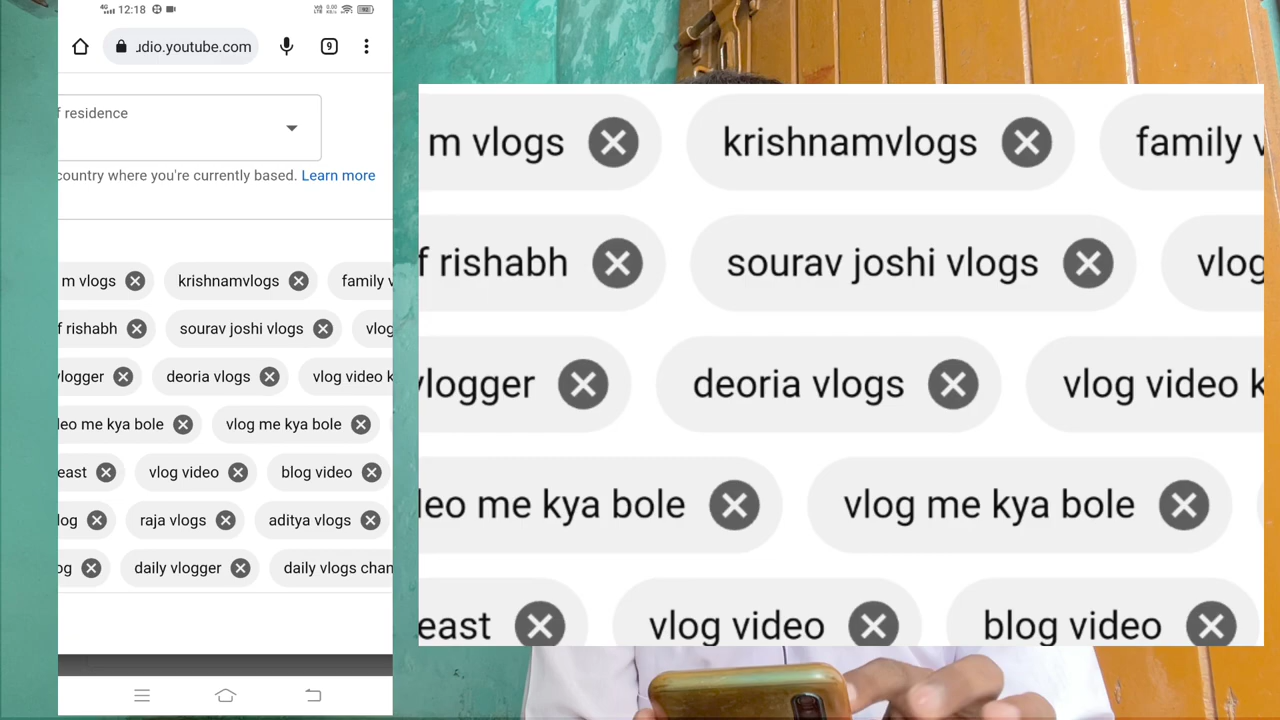 4G 12:18
udio.youtube.com 9
f residence
country where you're currently based. Learn more
m vlogs krishnamvlogs family v
f rishabh sourav joshi vlogs vlog
vlogger deoria vlogs vlog video k
leo me kya bole vlog me kya bole
east vlog video blog video
log raja vlogs aditya vlogs
og daily vlogger daily vlogs chan
m vlogs krishnamvlogs family v
f rishabh sourav joshi vlogs vlog
vlogger deoria vlogs vlog video k
leo me kya bole vlog me kya bole
east vlog video blog video